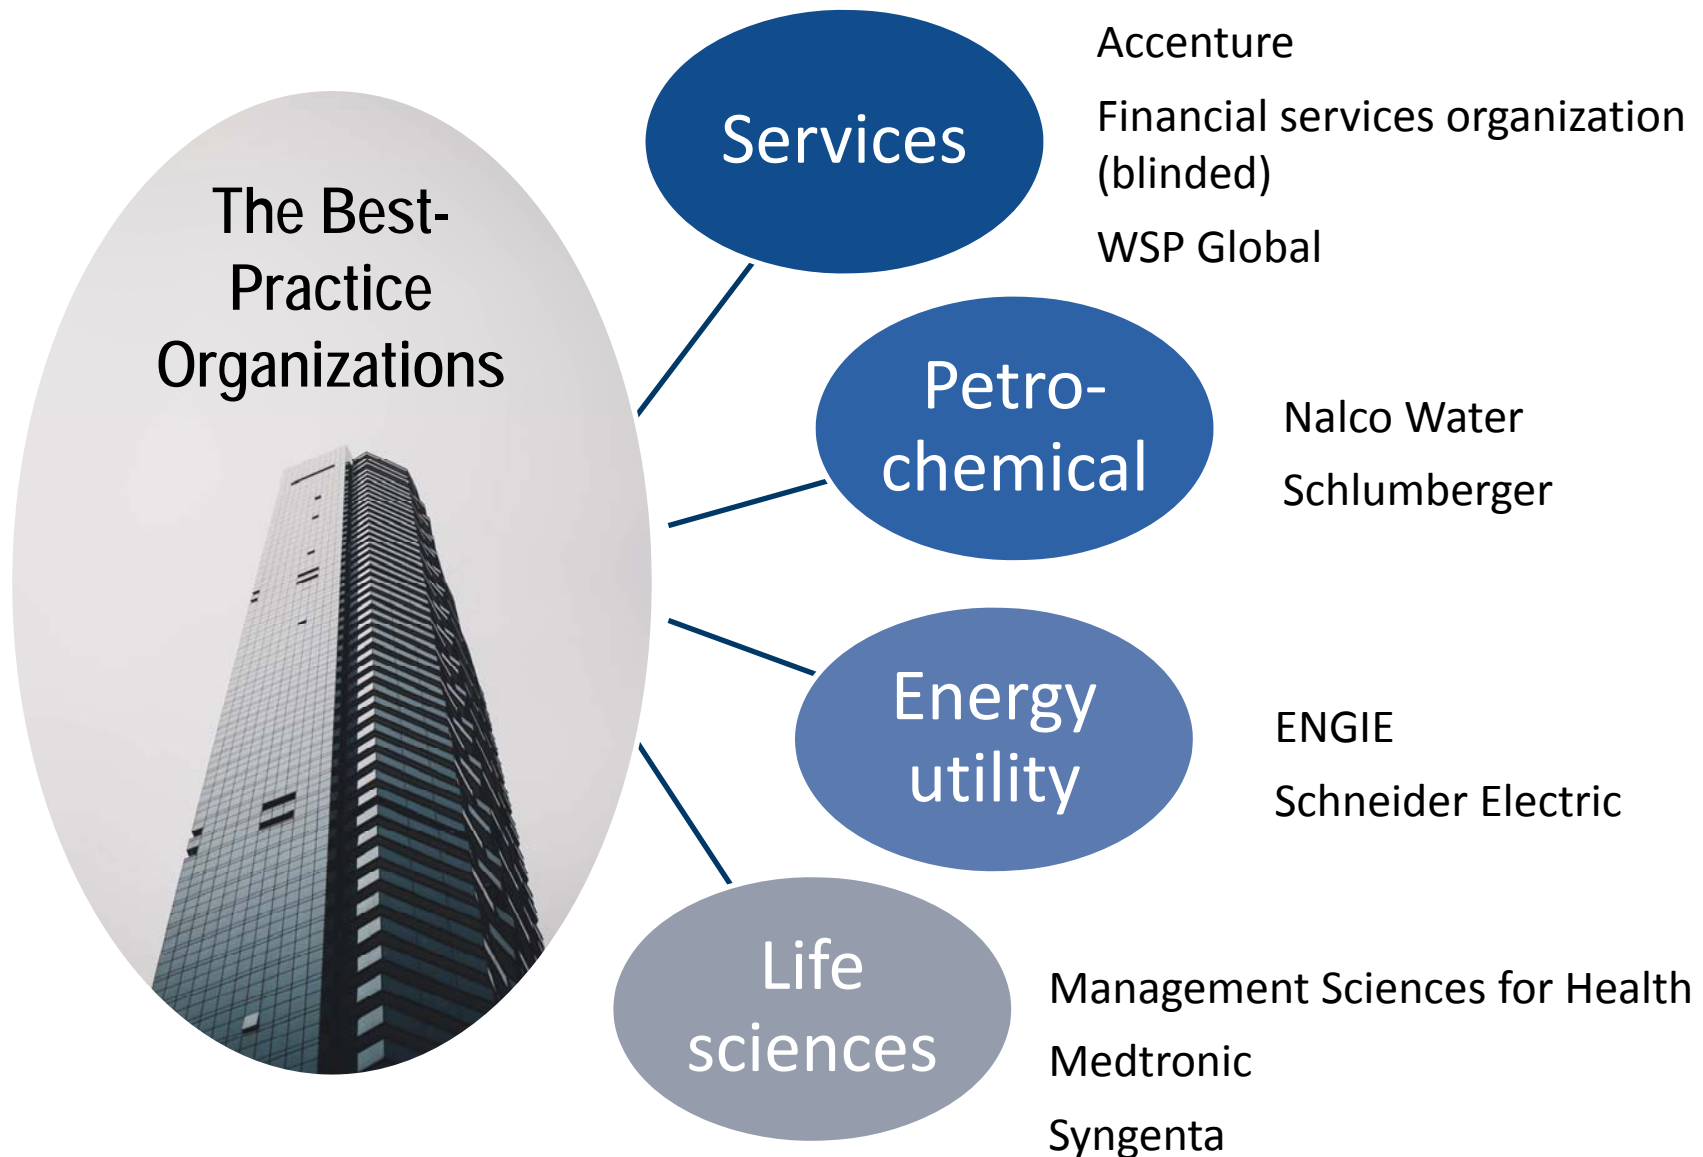 The Best-
Practice
Organizations
Services
Accenture
Financial services organization
(blinded)
WSP Global
Petro-
chemical
Nalco Water
Schlumberger
Energy
utility
ENGIE
Schneider Electric
Life
sciences
Management Sciences for Health
Medtronic
Syngenta